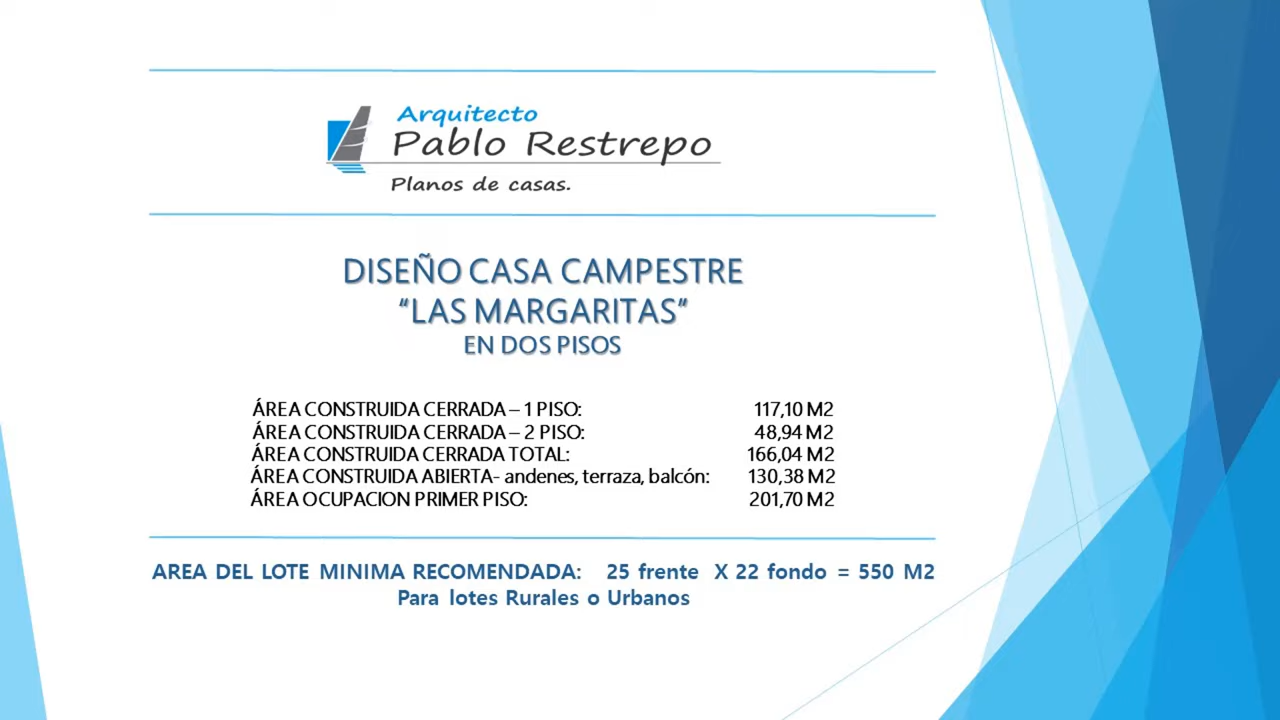 Arquitecto
Pablo Restrepo
Planos de casas.
DISEÑO CASA CAMPESTRE
“LAS MARGARITAS”
EN DOS PISOS
ÁREA CONSTRUIDA CERRADA – 1 PISO: 117,10 M2
ÁREA CONSTRUIDA CERRADA – 2 PISO: 48,94 M2
ÁREA CONSTRUIDA CERRADA TOTAL: 166,04 M2
ÁREA CONSTRUIDA ABIERTA- andenes, terraza, balcón: 130,38 M2
ÁREA OCUPACION PRIMER PISO: 201,70 M2
AREA DEL LOTE MINIMA RECOMENDADA: 25 frente X 22 fondo = 550 M2
Para lotes Rurales o Urbanos